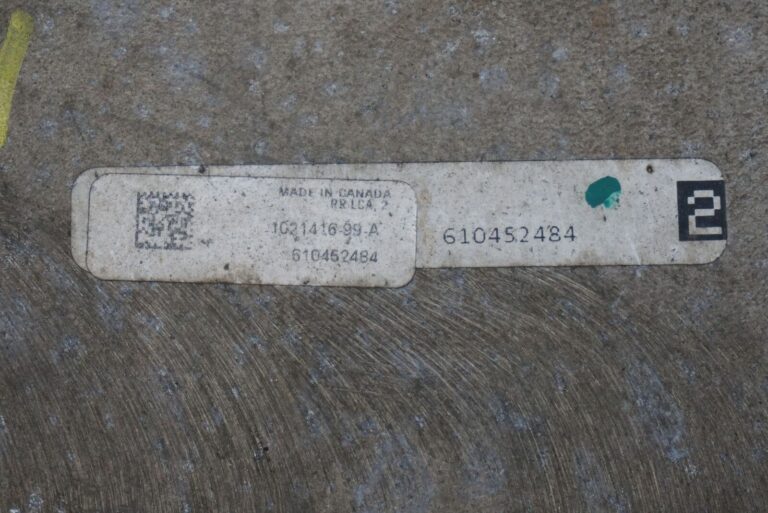 MADE IN CANADA
RR LCA, 2
1021416-99-A
610452484
610452484
2